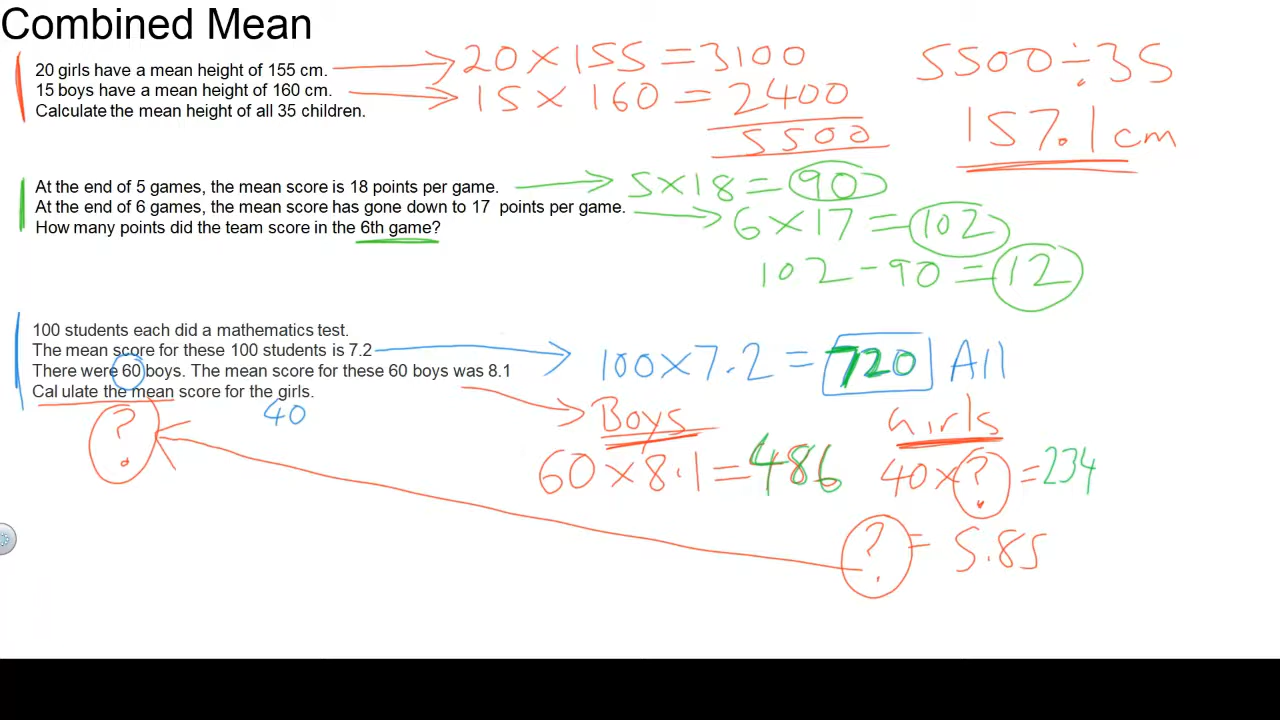 Combined Mean
20 girls have a mean height of 155 cm. 20 × 155 = 3100
15 boys have a mean height of 160 cm. 15 × 160 = 2400
Calculate the mean height of all 35 children. 5500
5500 ÷ 35
157.1 cm
At the end of 5 games, the mean score is 18 points per game. 5 × 18 = 90
At the end of 6 games, the mean score has gone down to 17 points per game. 6 × 17 = 102
How many points did the team score in the 6th game?
102 - 90 = 12
100 students each did a mathematics test.
The mean score for these 100 students is 7.2 100 × 7.2 = 720 All
There were 60 boys. The mean score for these 60 boys was 8.1
Cal ulate the mean score for the girls.
? 40 Boys Girls
60 × 8.1 = 486 40 × ? = 234
? = 5.85